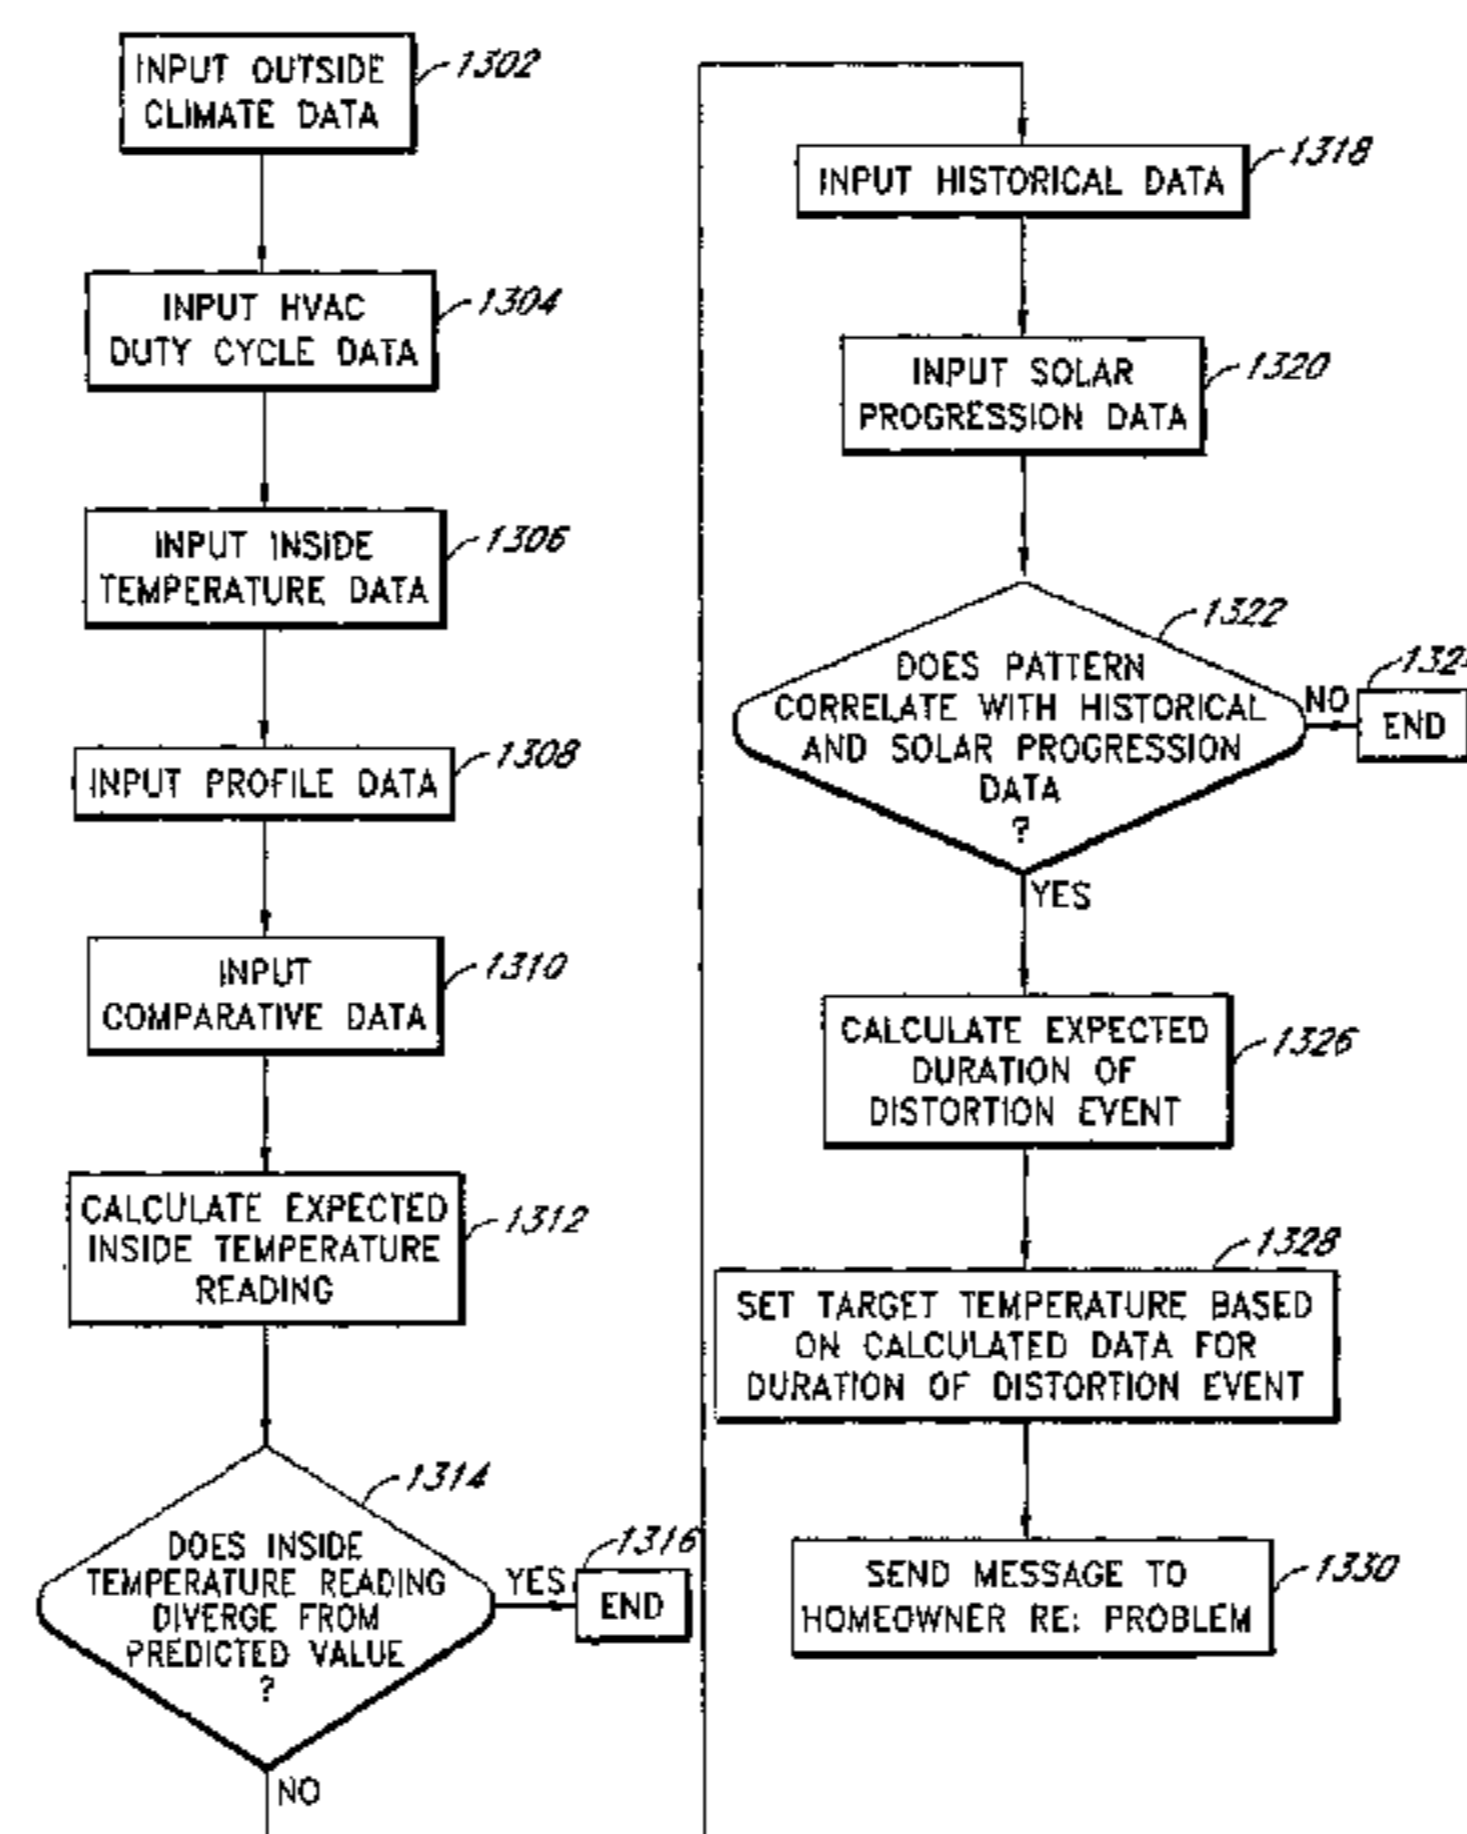 INPUT OUTSIDE
CLIMATE DATA
1302
INPUT HVAC
DUTY CYCLE DATA
1304
INPUT INSIDE
TEMPERATURE DATA
1306
INPUT PROFILE DATA
1308
INPUT
COMPARATIVE DATA
1310
CALCULATE EXPECTED
INSIDE TEMPERATURE
READING
1312
1314
DOES INSIDE
TEMPERATURE READING
DIVERGE FROM
PREDICTED VALUE
?
YES
1316
END
NO
INPUT HISTORICAL DATA
1318
INPUT SOLAR
PROGRESSION DATA
1320
1322
DOES PATTERN
CORRELATE WITH HISTORICAL
AND SOLAR PROGRESSION
DATA
?
NO
END
YES
CALCULATE EXPECTED
DURATION OF
DISTORTION EVENT
1326
1328
SET TARGET TEMPERATURE BASED
ON CALCULATED DATA FOR
DURATION OF DISTORTION EVENT
SEND MESSAGE TO
HOMEOWNER RE: PROBLEM
1330